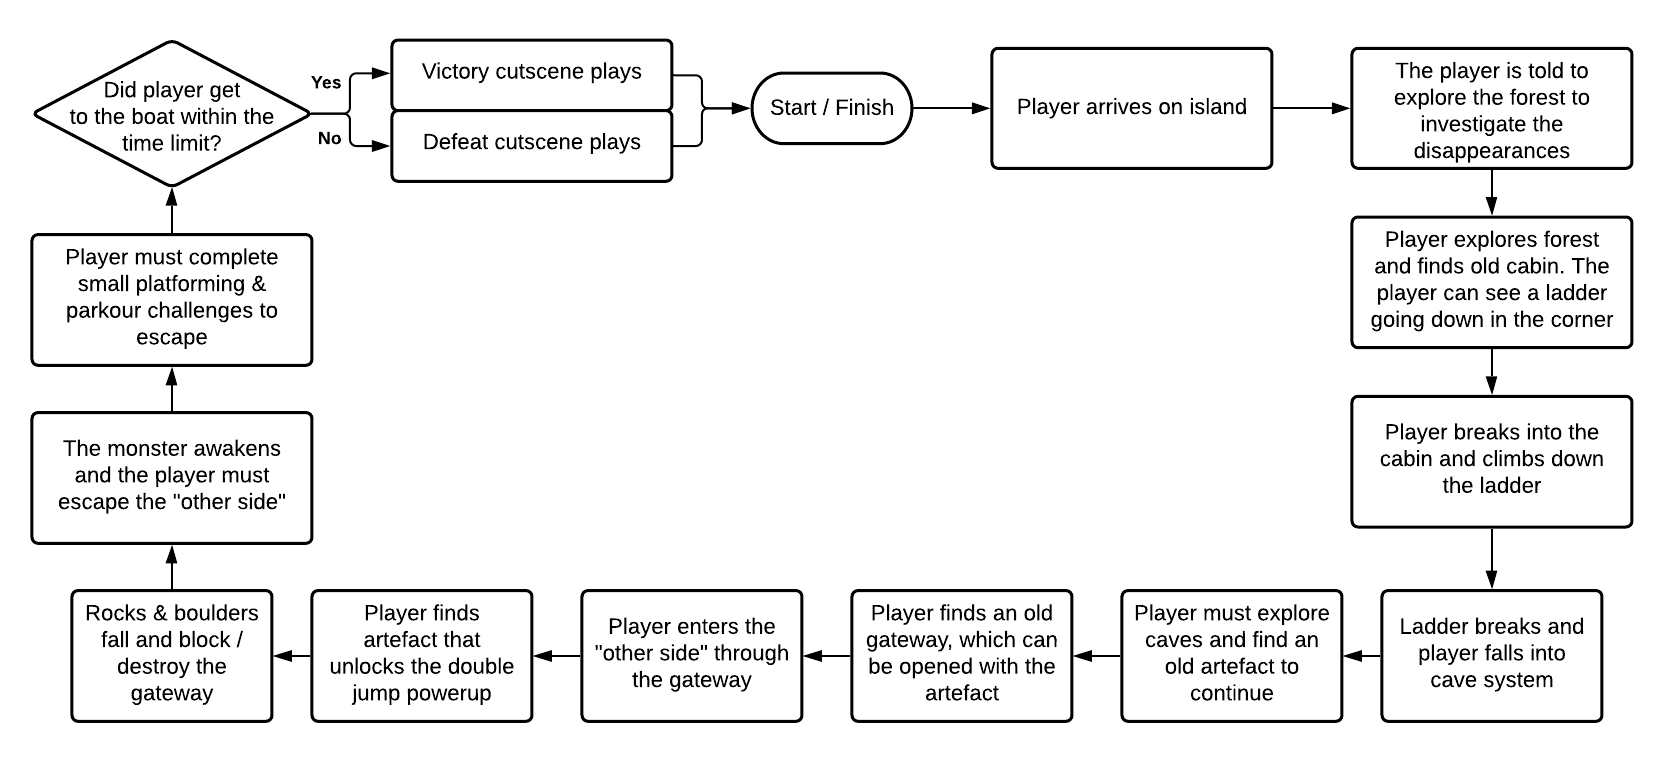 Did player get
to the boat within the
time limit?
Yes
No
Victory cutscene plays
Defeat cutscene plays
Start / Finish
Player arrives on island
The player is told to
explore the forest to
investigate the
disappearances
Player explores forest
and finds old cabin. The
player can see a ladder
going down in the corner
Player breaks into the
cabin and climbs down
the ladder
Ladder breaks and
player falls into
cave system
Player must explore
caves and find an
old artefact to
continue
Player finds an old
gateway, which can
be opened with the
artefact
Player enters the
"other side" through
the gateway
Player finds
artefact that
unlocks the double
jump powerup
Rocks & boulders
fall and block /
destroy the
gateway
The monster awakens
and the player must
escape the "other side"
Player must complete
small platforming &
parkour challenges to
escape